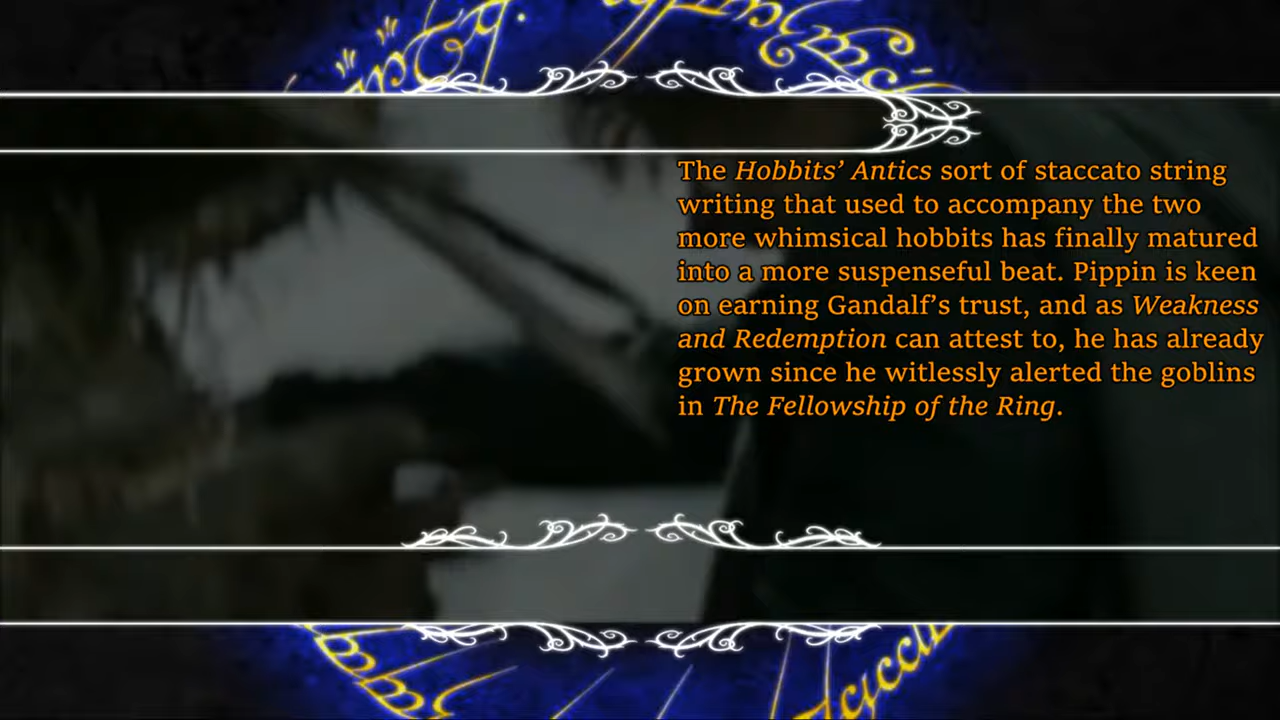 The Hobbits’ Antics sort of staccato string
writing that used to accompany the two
more whimsical hobbits has finally matured
into a more suspenseful beat. Pippin is keen
on earning Gandalf’s trust, and as Weakness
and Redemption can attest to, he has already
grown since he witlessly alerted the goblins
in The Fellowship of the Ring.